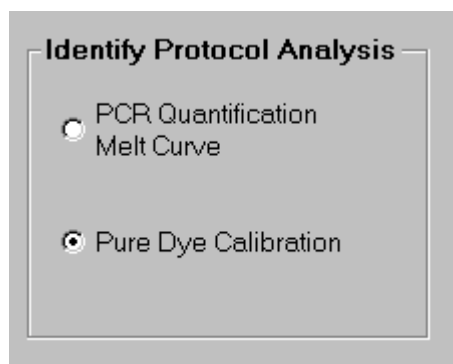 Identify Protocol Analysis
PCR Quantification
Melt Curve
Pure Dye Calibration